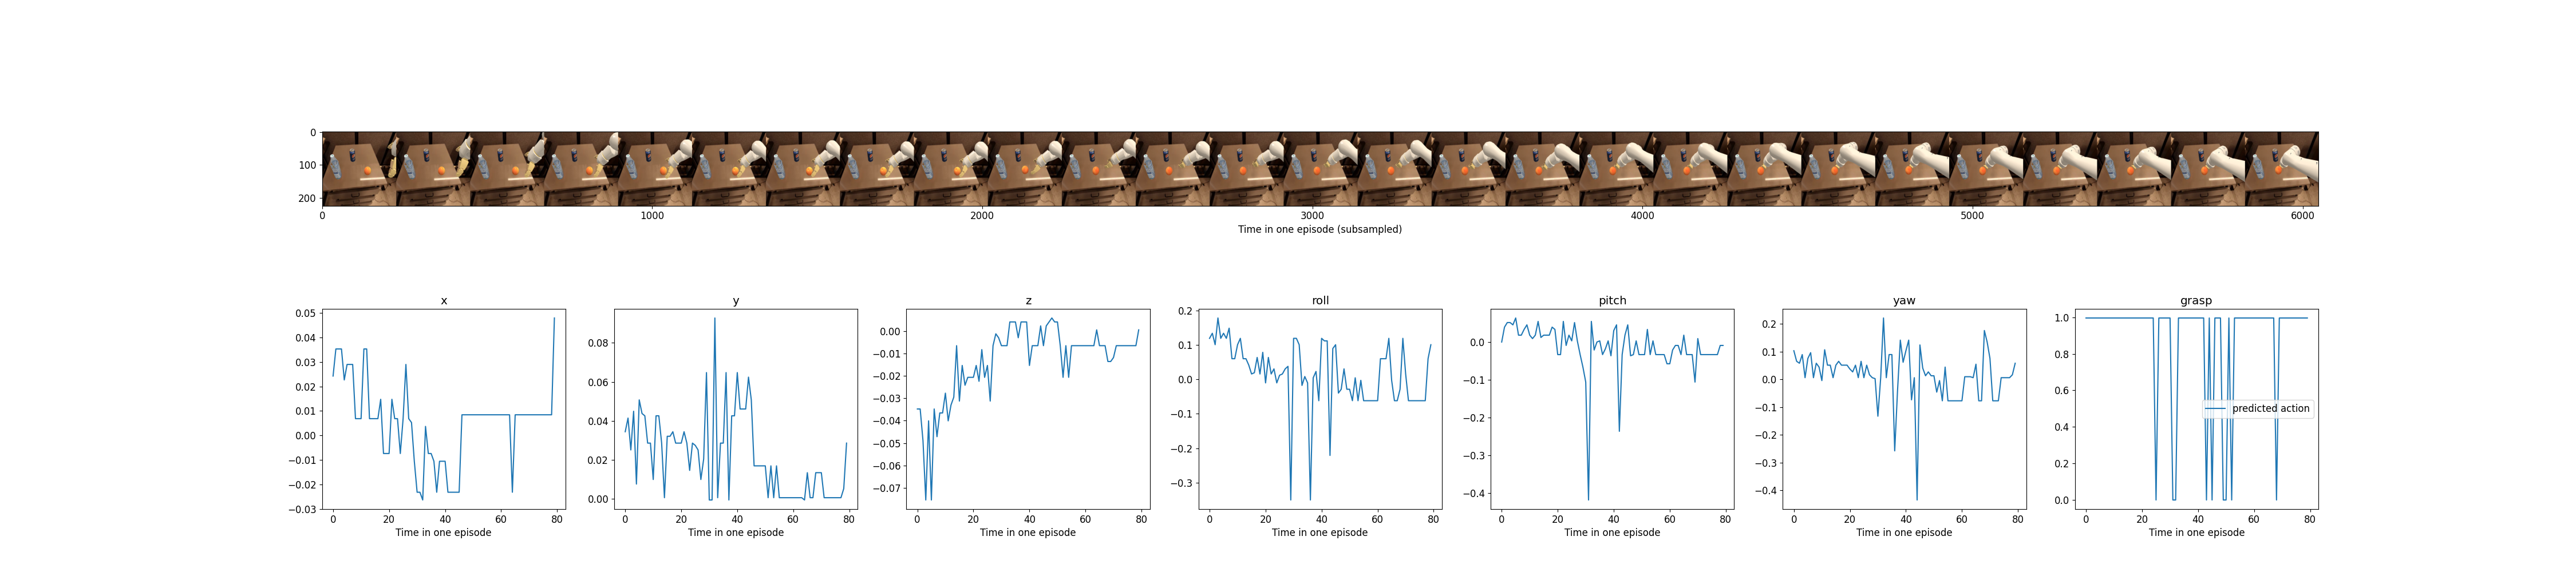 0
100
200
0 1000 2000 3000 4000 5000 6000
Time in one episode (subsampled)
x
0.05
0.04
0.03
0.02
0.01
0.00
−0.01
−0.02
−0.03
0 20 40 60 80
Time in one episode
y
0.08
0.06
0.04
0.02
0.00
0 20 40 60 80
Time in one episode
z
0.00
−0.01
−0.02
−0.03
−0.04
−0.05
−0.06
−0.07
0 20 40 60 80
Time in one episode
roll
0.2
0.1
0.0
−0.1
−0.2
−0.3
0 20 40 60 80
Time in one episode
pitch
0.0
−0.1
−0.2
−0.3
−0.4
0 20 40 60 80
Time in one episode
yaw
0.2
0.1
0.0
−0.1
−0.2
−0.3
−0.4
0 20 40 60 80
Time in one episode
grasp
1.0
0.8
0.6
0.4
0.2
0.0
predicted action
0 20 40 60 80
Time in one episode